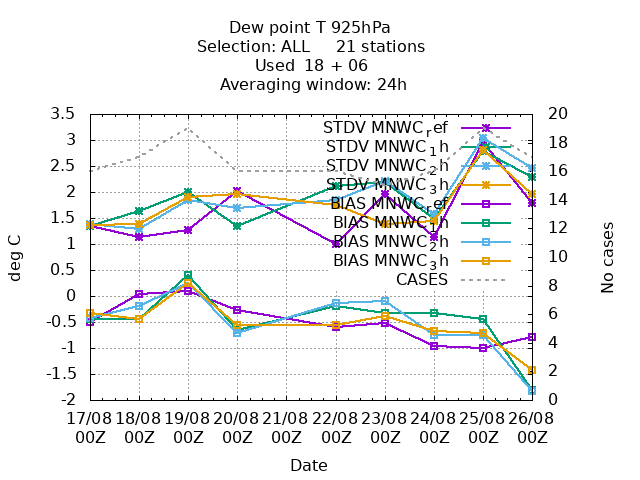 Dew point T 925hPa
Selection: ALL     21 stations
Used  18 + 06
Averaging window: 24h
3.5
3
2.5
2
1.5
1
0.5
0
-0.5
-1
-1.5
-2
deg C
20
18
16
14
12
10
8
6
4
2
0
No cases
STDV MNWC_ref
STDV MNWC_1h
STDV MNWC_2h
STDV MNWC_3h
BIAS MNWC_ref
BIAS MNWC_1h
BIAS MNWC_2h
BIAS MNWC_3h
CASES
17/08 18/08 19/08 20/08 21/08 22/08 23/08 24/08 25/08 26/08
00Z 00Z 00Z 00Z 00Z 00Z 00Z 00Z 00Z 00Z
Date